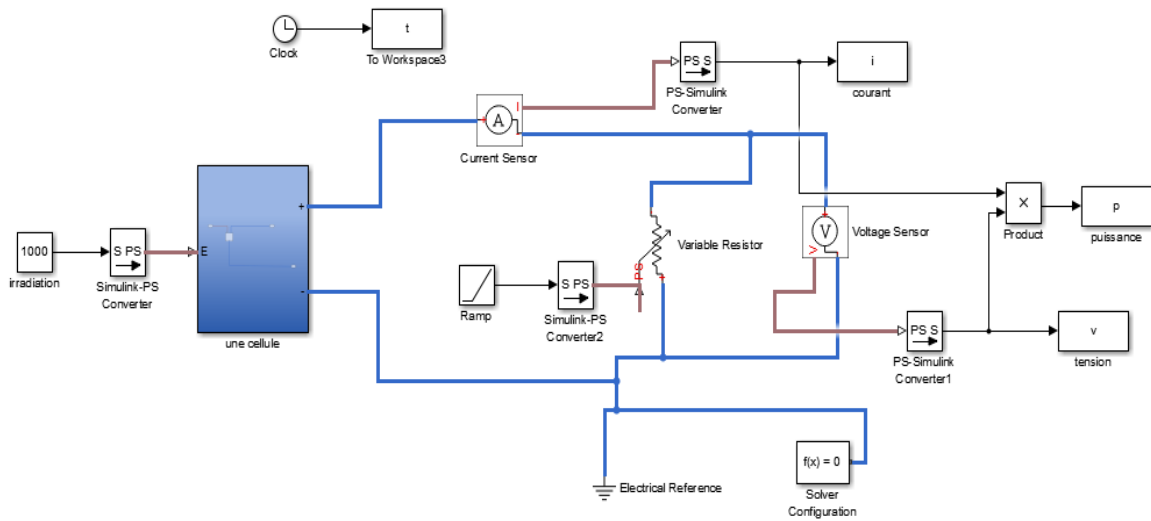 t
Clock
To Workspace3
PS S
PS-Simulink
Converter
i
courant
I
A
Current Sensor
+
-
E
une cellule
1000
irradiation
S PS
Simulink-PS
Converter
Ramp
S PS
Simulink-PS
Converter2
PS
+
Variable Resistor
+
V
V
-
Voltage Sensor
X
Product
p
puissance
PS S
PS-Simulink
Converter1
v
tension
Electrical Reference
f(x) = 0
Solver
Configuration